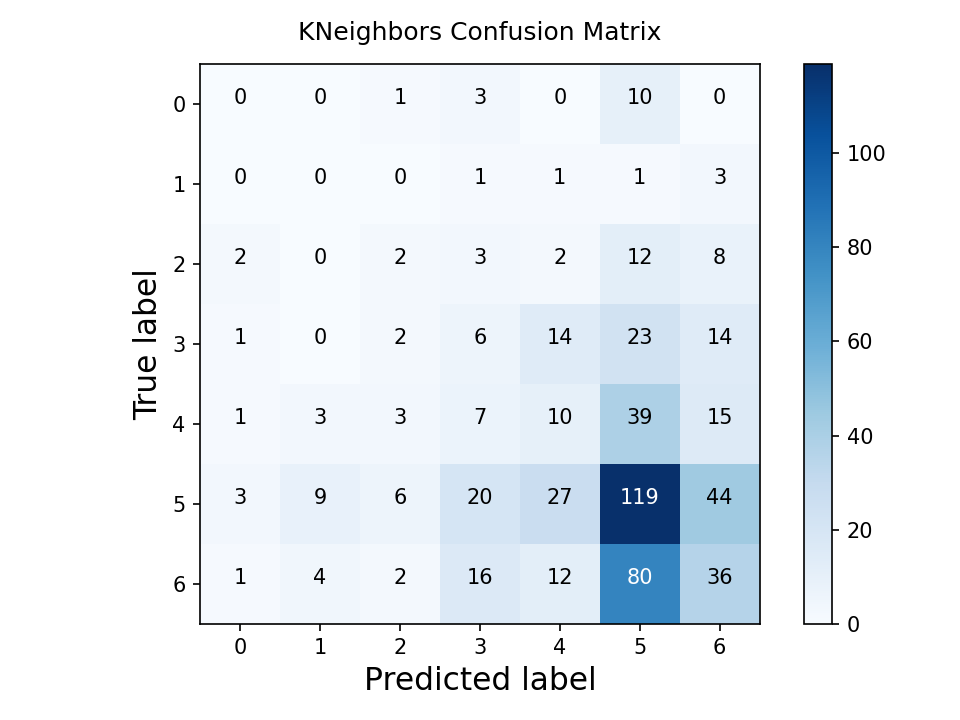 KNeighbors Confusion Matrix
0 0 0 1 3 0 10 0
1 0 0 0 1 1 1 3
2 2 0 2 3 2 12 8
3 1 0 2 6 14 23 14
4 1 3 3 7 10 39 15
5 3 9 6 20 27 119 44
6 1 4 2 16 12 80 36
0 1 2 3 4 5 6
True label
Predicted label
100
80
60
40
20
0